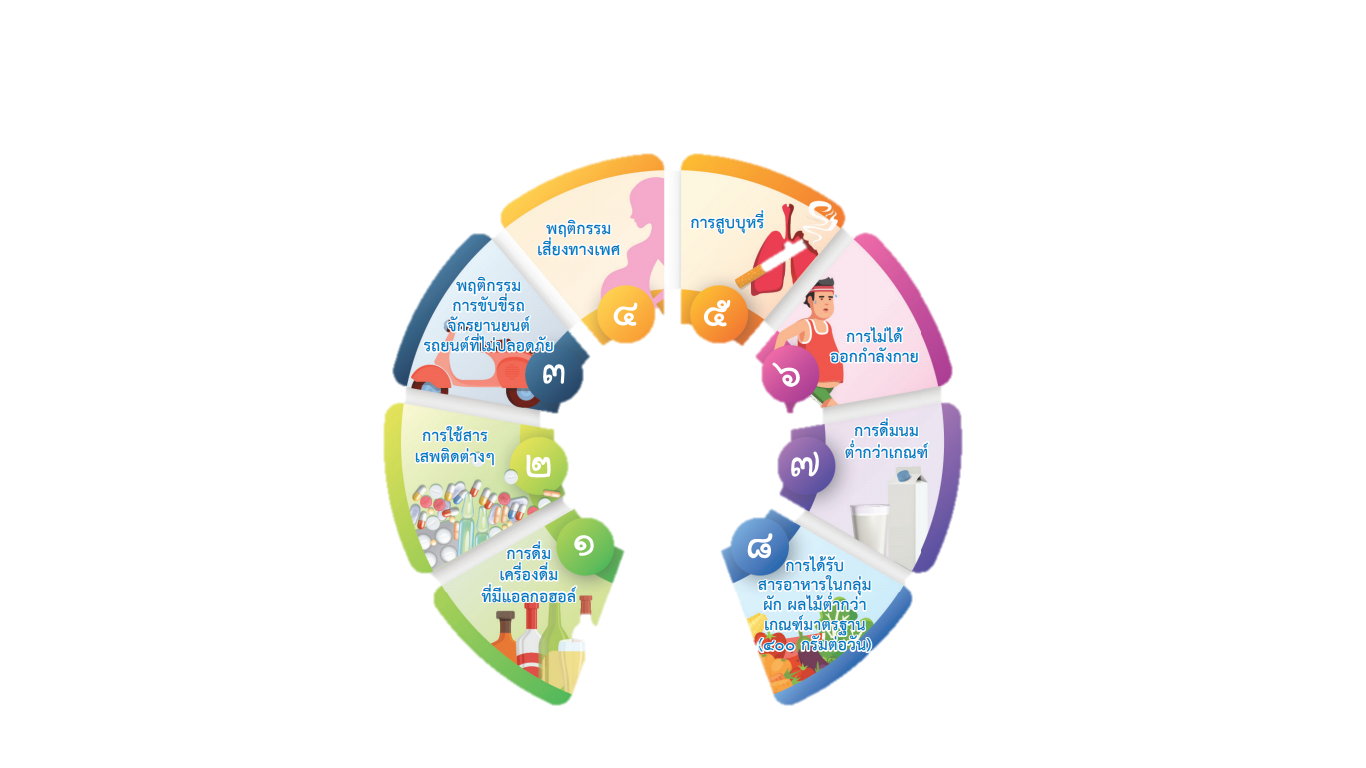 ๑
การดื่ม
เครื่องดื่ม
ที่มีแอลกอฮอล์
๒
การใช้สาร
เสพติดต่างๆ
๓
พฤติกรรม
การขับขี่รถ
จักรยานยนต์
รถยนต์ที่ไม่ปลอดภัย
๔
พฤติกรรม
เสี่ยงทางเพศ
๕
การสูบบุหรี่
๖
การไม่ได้
ออกกำลังกาย
๗
การดื่มนม
ต่ำกว่าเกณฑ์
๘
การได้รับ
สารอาหารในกลุ่ม
ผัก ผลไม้ต่ำกว่า
เกณฑ์มาตรฐาน
(๔๐๐ กรัมต่อวัน)